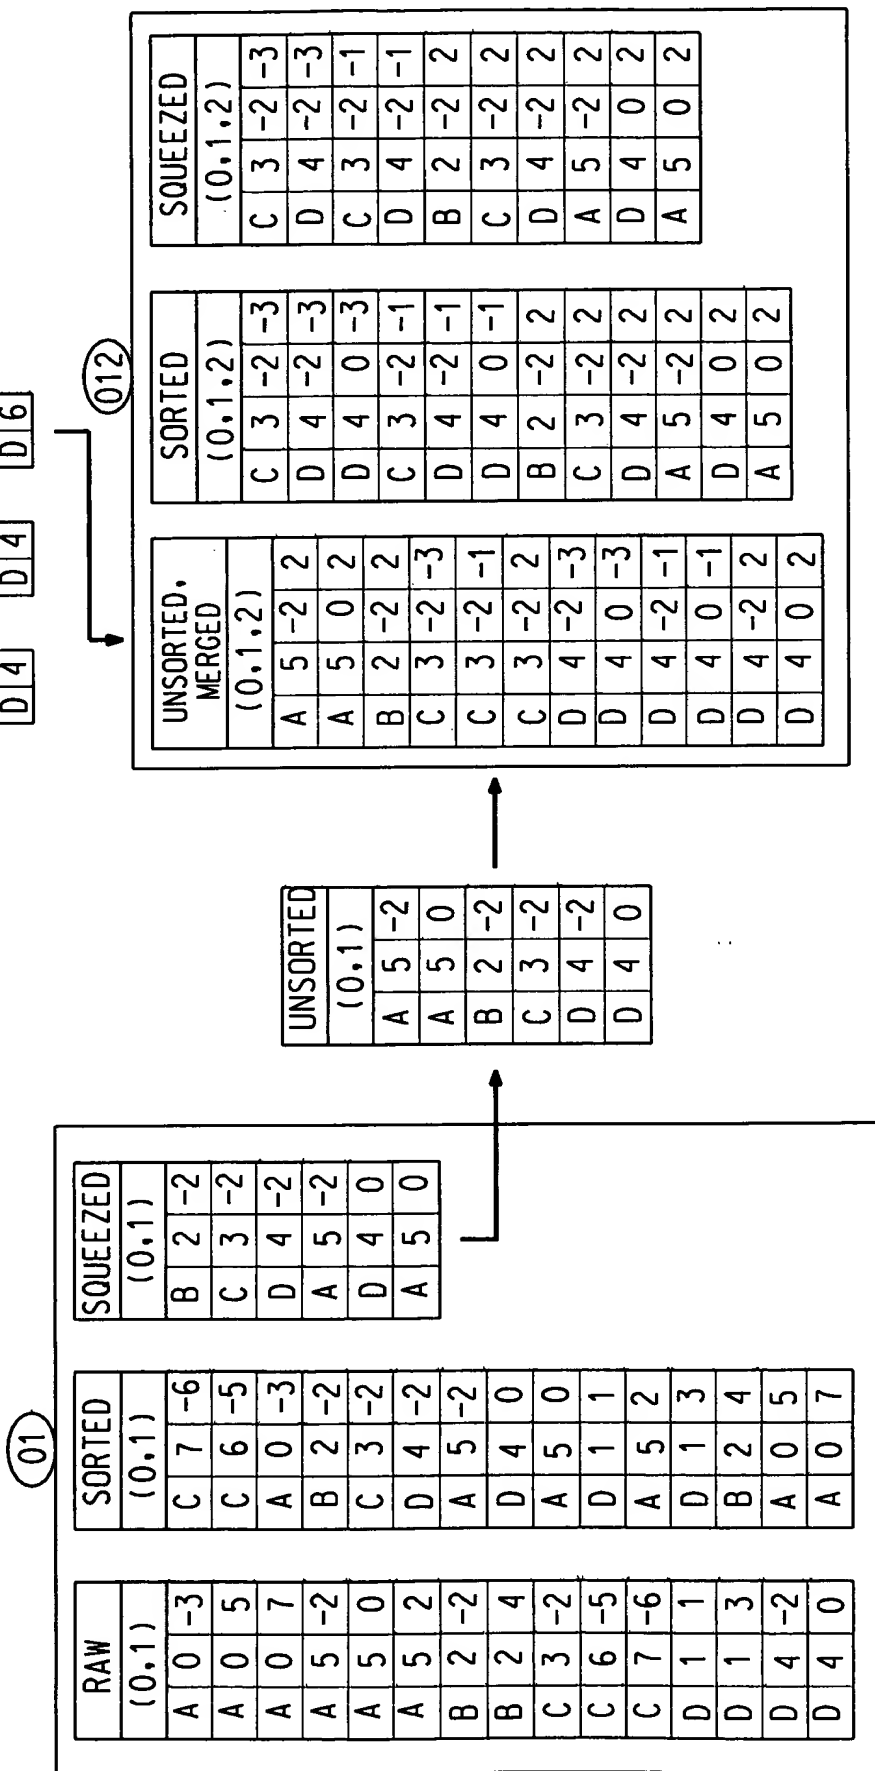 01
RAW
(0,1)
A 0 -3
A 0 5
A 0 7
A 5 -2
A 5 0
A 5 2
B 2 -2
B 2 4
C 3 -2
C 6 -5
C 7 -6
D 1 1
D 1 3
D 4 -2
D 4 0
SORTED
(0,1)
C 7 -6
C 6 -5
A 0 -3
B 2 -2
C 3 -2
D 4 -2
A 5 -2
D 4 0
A 5 0
D 1 1
A 5 2
D 1 3
B 2 4
A 0 5
A 0 7
SQUEEZED
(0,1)
B 2 -2
C 3 -2
D 4 -2
A 5 -2
D 4 0
A 5 0
UNSORTED
(0,1)
A 5 -2
A 5 0
B 2 -2
C 3 -2
D 4 -2
D 4 0
D 4
D 4
D 6
012
UNSORTED,
MERGED
(0,1,2)
A 5 -2 2
A 5 0 2
B 2 -2 2
C 3 -2 -3
C 3 -2 -1
C 3 -2 2
D 4 -2 -3
D 4 0 -3
D 4 -2 -1
D 4 0 -1
D 4 -2 2
D 4 0 2
SORTED
(0,1,2)
C 3 -2 -3
D 4 -2 -3
D 4 0 -3
C 3 -2 -1
D 4 -2 -1
D 4 0 -1
B 2 -2 2
C 3 -2 2
D 4 -2 2
A 5 -2 2
D 4 0 2
A 5 0 2
SQUEEZED
(0,1,2)
C 3 -2 -3
D 4 -2 -3
C 3 -2 -1
D 4 -2 -1
B 2 -2 2
C 3 -2 2
D 4 -2 2
A 5 -2 2
D 4 0 2
A 5 0 2